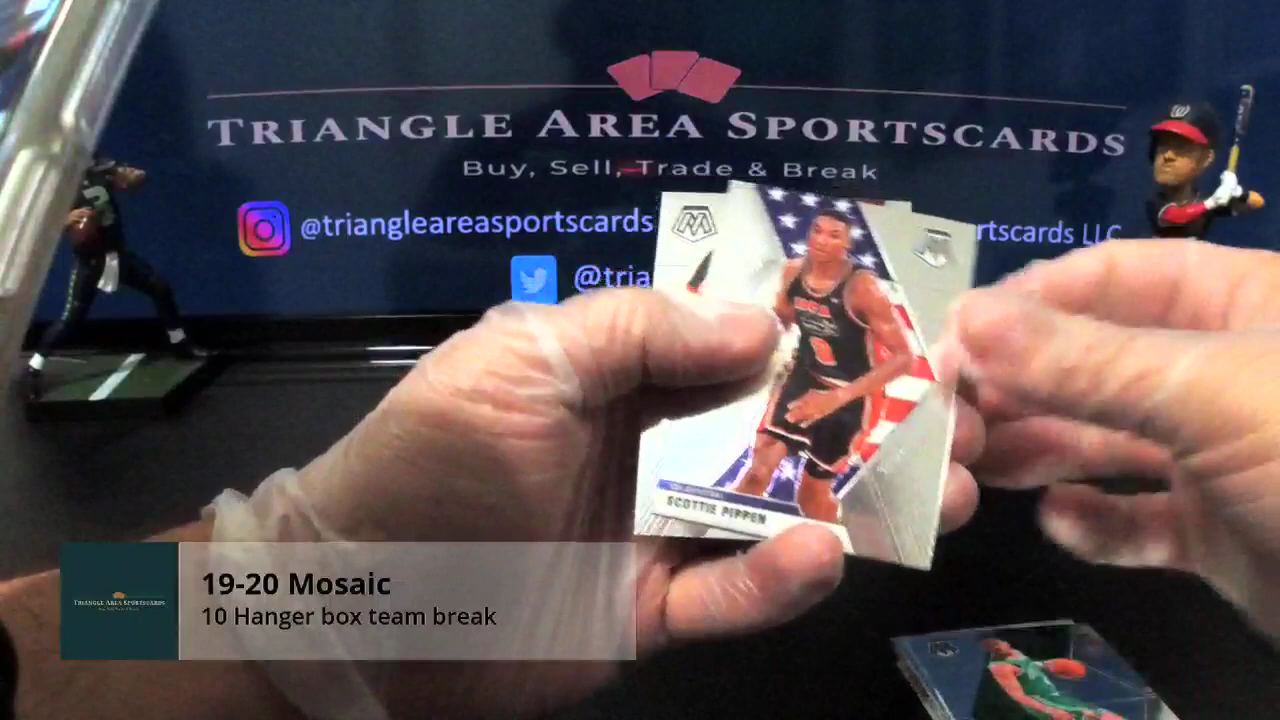 TRIANGLE AREA SPORTSCARDS
Buy, Sell, Trade & Break
@triangleareasportscards
rtscards LLC
@tria
USA
SCOTTIE PIPPEN
19-20 Mosaic
10 Hanger box team break
TRIANGLE AREA SPORTSCARDS